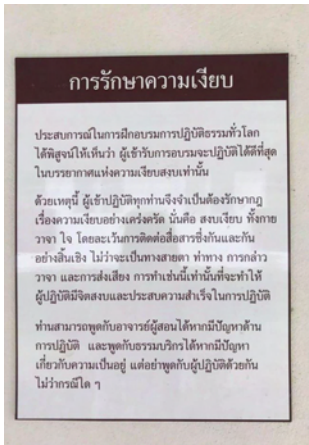 การรักษาความเงียบ
ประสบการณ์ในการฝึกอบรมการปฏิบัติธรรมทั่วโลก
ได้พิสูจน์ให้เห็นว่า ผู้เข้ารับการอบรมจะปฏิบัติได้ดีที่สุด
ในบรรยากาศแห่งความเงียบสงบเท่านั้น
ด้วยเหตุนี้ ผู้เข้าปฏิบัติทุกท่านจึงจำเป็นต้องรักษากฎ
เรื่องความเงียบอย่างเคร่งครัด นั่นคือ สงบเงียบ ทั้งกาย
วาจา ใจ โดยละเว้นการติดต่อสื่อสารซึ่งกันและกัน
อย่างสิ้นเชิง ไม่ว่าจะเป็นทางสายตา ท่าทาง การกล่าว
วาจา และการส่งเสียง การทำเช่นนี้เท่านั้นที่จะทำให้
ผู้ปฏิบัติมีจิตสงบและประสบความสำเร็จในการปฏิบัติ
ท่านสามารถพูดกับอาจารย์ผู้สอนได้หากมีปัญหาด้าน
การปฏิบัติ และพูดกับธรรมบริกรได้หากมีปัญหา
เกี่ยวกับความเป็นอยู่ แต่อย่าพูดกับผู้ปฏิบัติด้วยกัน
ไม่ว่ากรณีใด ๆ